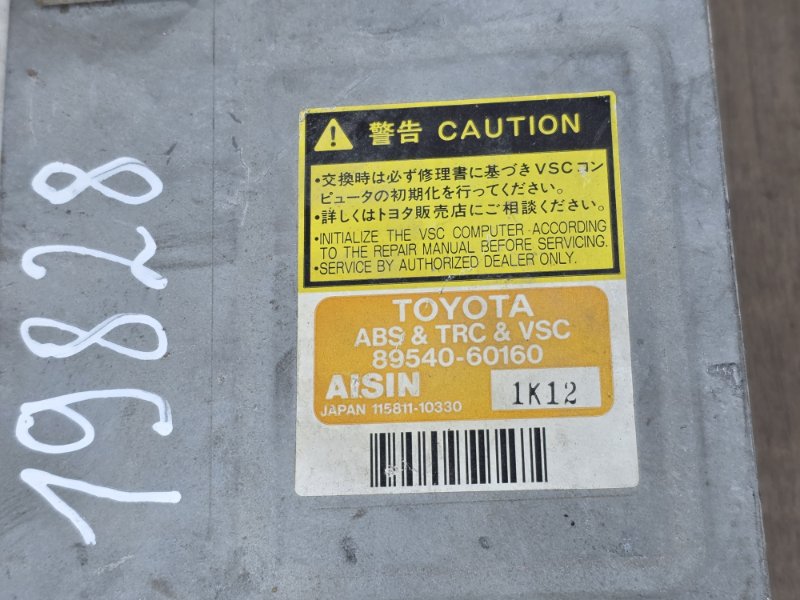 警告 CAUTION
・交換時は必ず修理書に基づきVSCコン
ピュータの初期化を行ってください。
・詳しくはトヨタ販売店にご相談ください。
・INITIALIZE THE VSC COMPUTER ACCORDING
TO THE REPAIR MANUAL BEFORE SERVICING.
・SERVICE BY AUTHORIZED DEALER ONLY.
TOYOTA
ABS & TRC & VSC
89540-60160
AISIN 1K12
JAPAN 115811-10330
19828